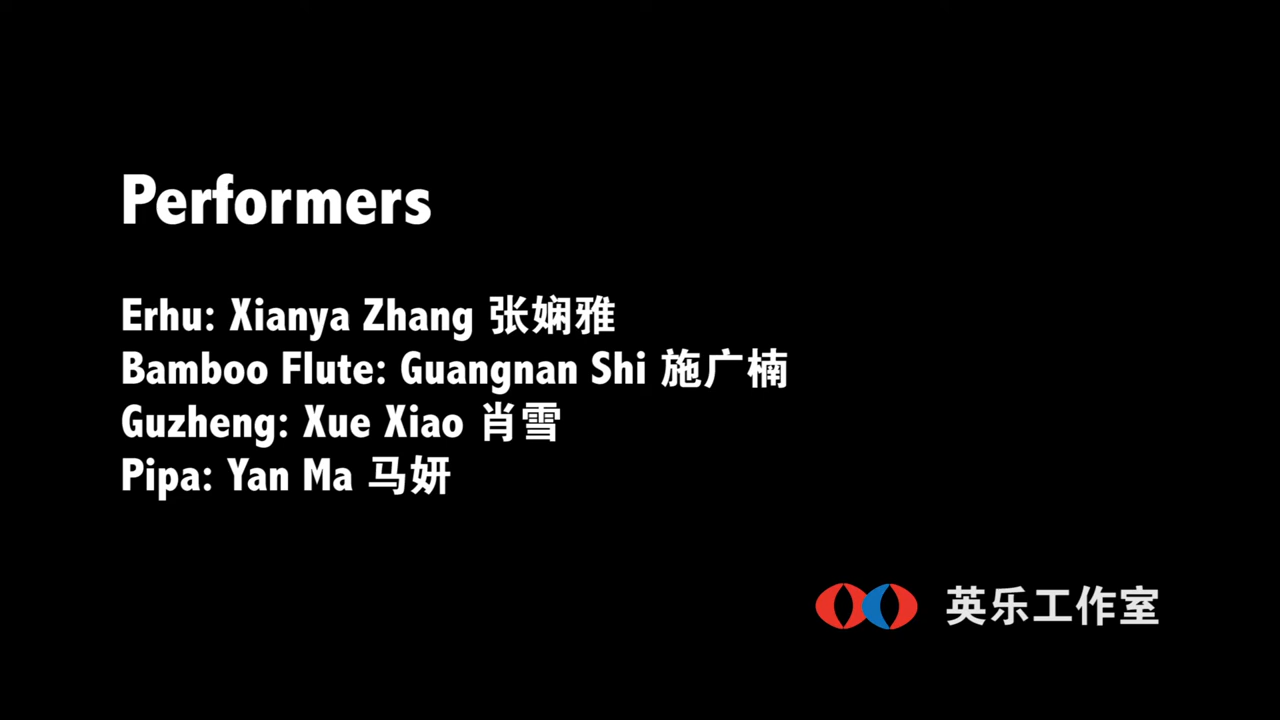 Performers
Erhu: Xianya Zhang 张娴雅
Bamboo Flute: Guangnan Shi 施广楠
Guzheng: Xue Xiao 肖雪
Pipa: Yan Ma 马妍
英乐工作室